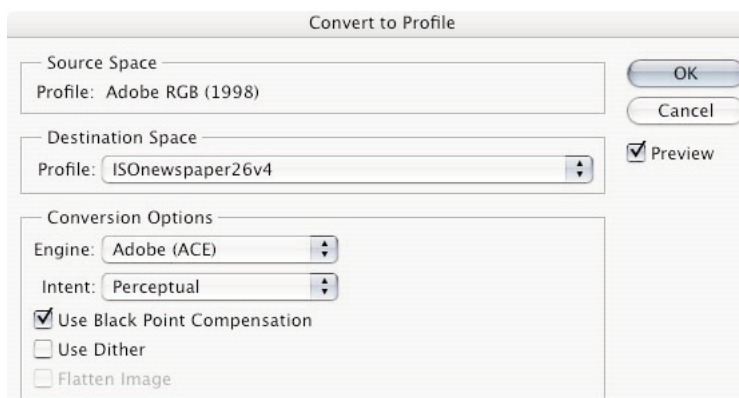 Convert to Profile
Source Space
Profile: Adobe RGB (1998)
Destination Space
Profile: ISOnewspaper26v4
Conversion Options
Engine: Adobe (ACE)
Intent: Perceptual
Use Black Point Compensation
Use Dither
Flatten Image
OK
Cancel
Preview